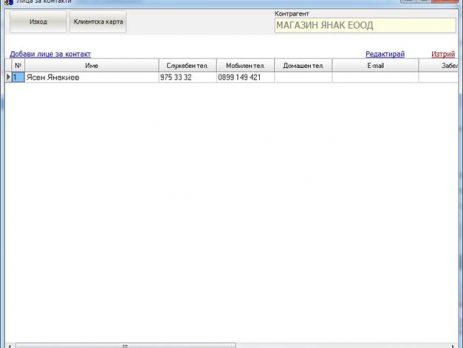 Лица за контакти
Изход
Клиентска карта
Контрагент
МАГАЗИН ЯНАК ЕООД
Добави лице за контакт
Редактирай
Изтрий
№ Име Служебен тел. Мобилен тел. Домашен тел. E-mail
1 Ясен Янакиев 975 33 32 0899 149 421